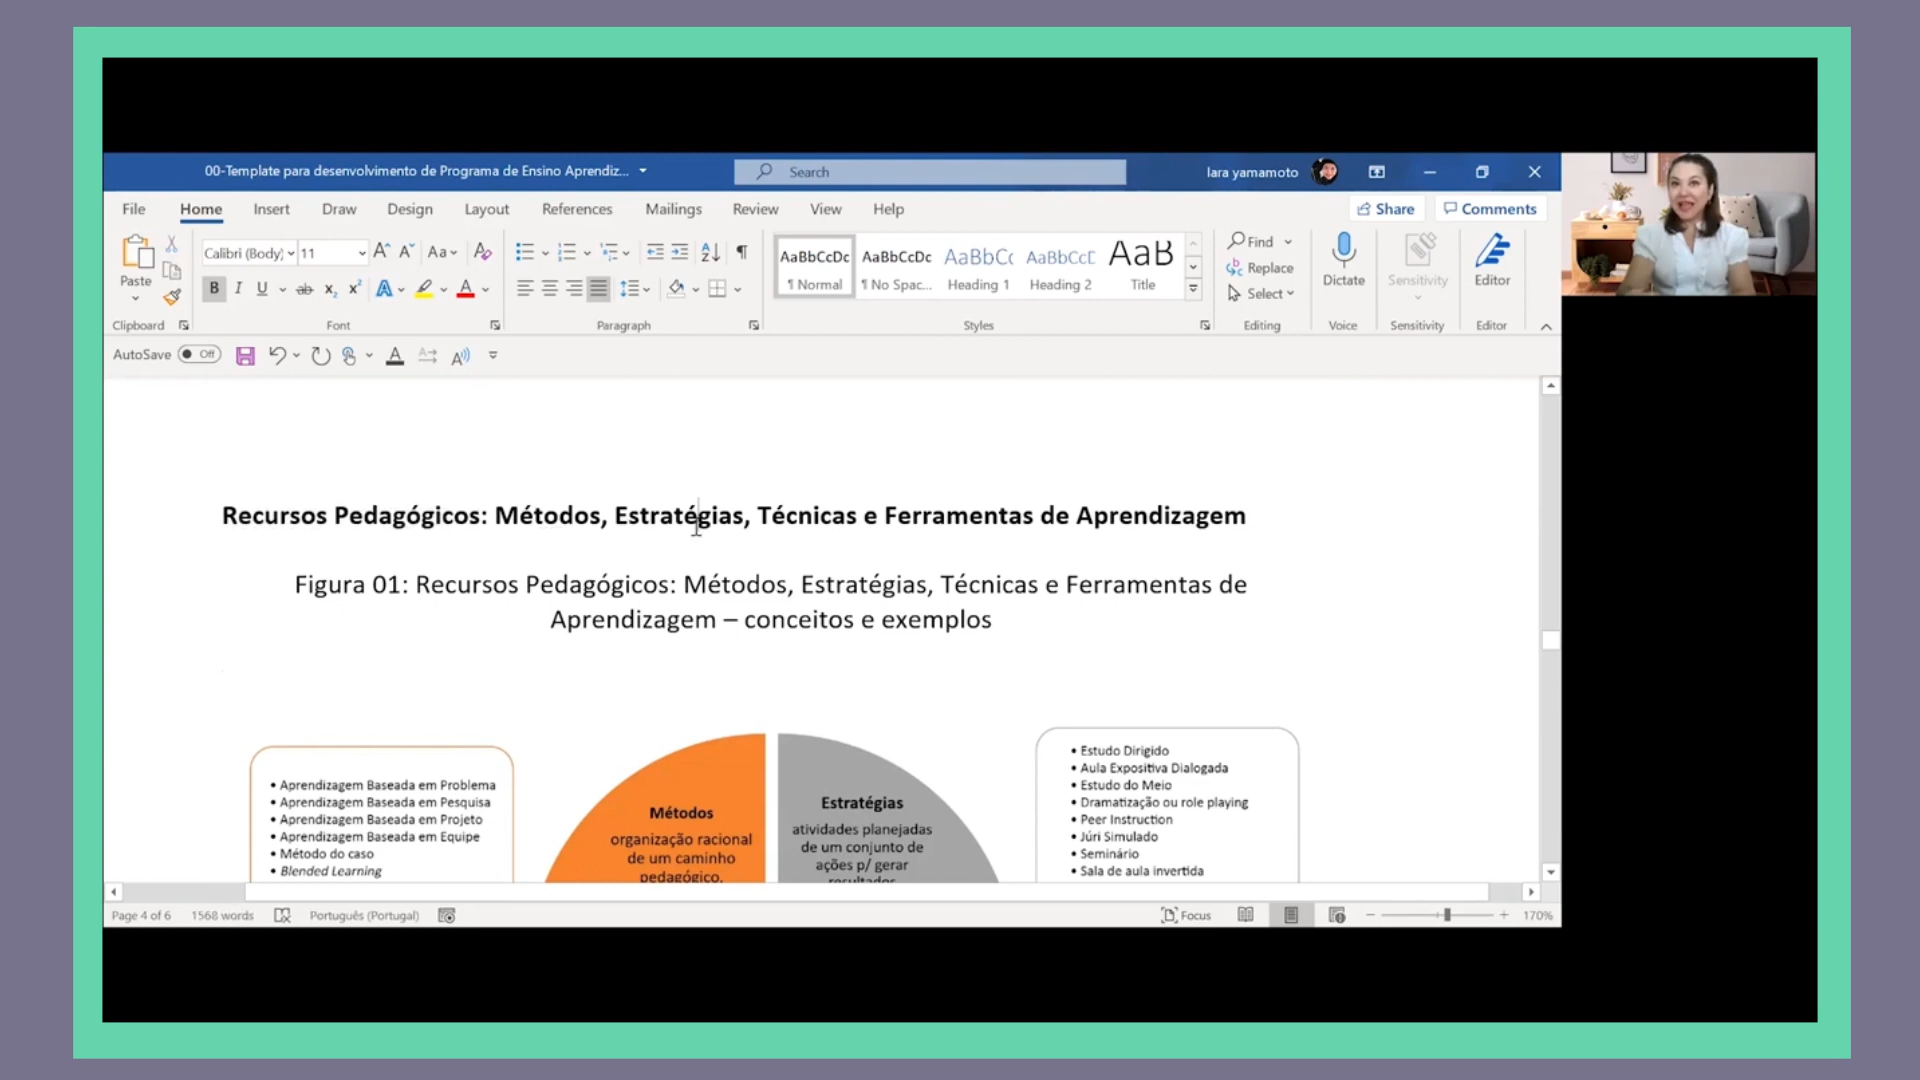 00-Template para desenvolvimento de Programa de Ensino Aprendiz...
Search
Iara yamamoto
File Home Insert Draw Design Layout References Mailings Review View Help
Share Comments
Paste
Calibri (Body) 11
Aa
AaBbCcDc AaBbCcDc AaBbCc AaBbCcC AaB
¶ Normal ¶ No Spac... Heading 1 Heading 2 Title
Find
Replace
Select
Dictate Sensitivity Editor
Clipboard Font Paragraph Styles Editing Voice Sensitivity Editor
AutoSave Off
Recursos Pedagógicos: Métodos, Estratégias, Técnicas e Ferramentas de Aprendizagem
Figura 01: Recursos Pedagógicos: Métodos, Estratégias, Técnicas e Ferramentas de
Aprendizagem – conceitos e exemplos
• Aprendizagem Baseada em Problema
• Aprendizagem Baseada em Pesquisa
• Aprendizagem Baseada em Projeto
• Aprendizagem Baseada em Equipe
• Método do caso
• Blended Learning
Métodos
organização racional
de um caminho
pedagógico,
Estratégias
atividades planejadas
de um conjunto de
ações p/ gerar
resultados
• Estudo Dirigido
• Aula Expositiva Dialogada
• Estudo do Meio
• Dramatização ou role playing
• Peer Instruction
• Júri Simulado
• Seminário
• Sala de aula invertida
Page 4 of 6 1568 words Português (Portugal) Focus 170%